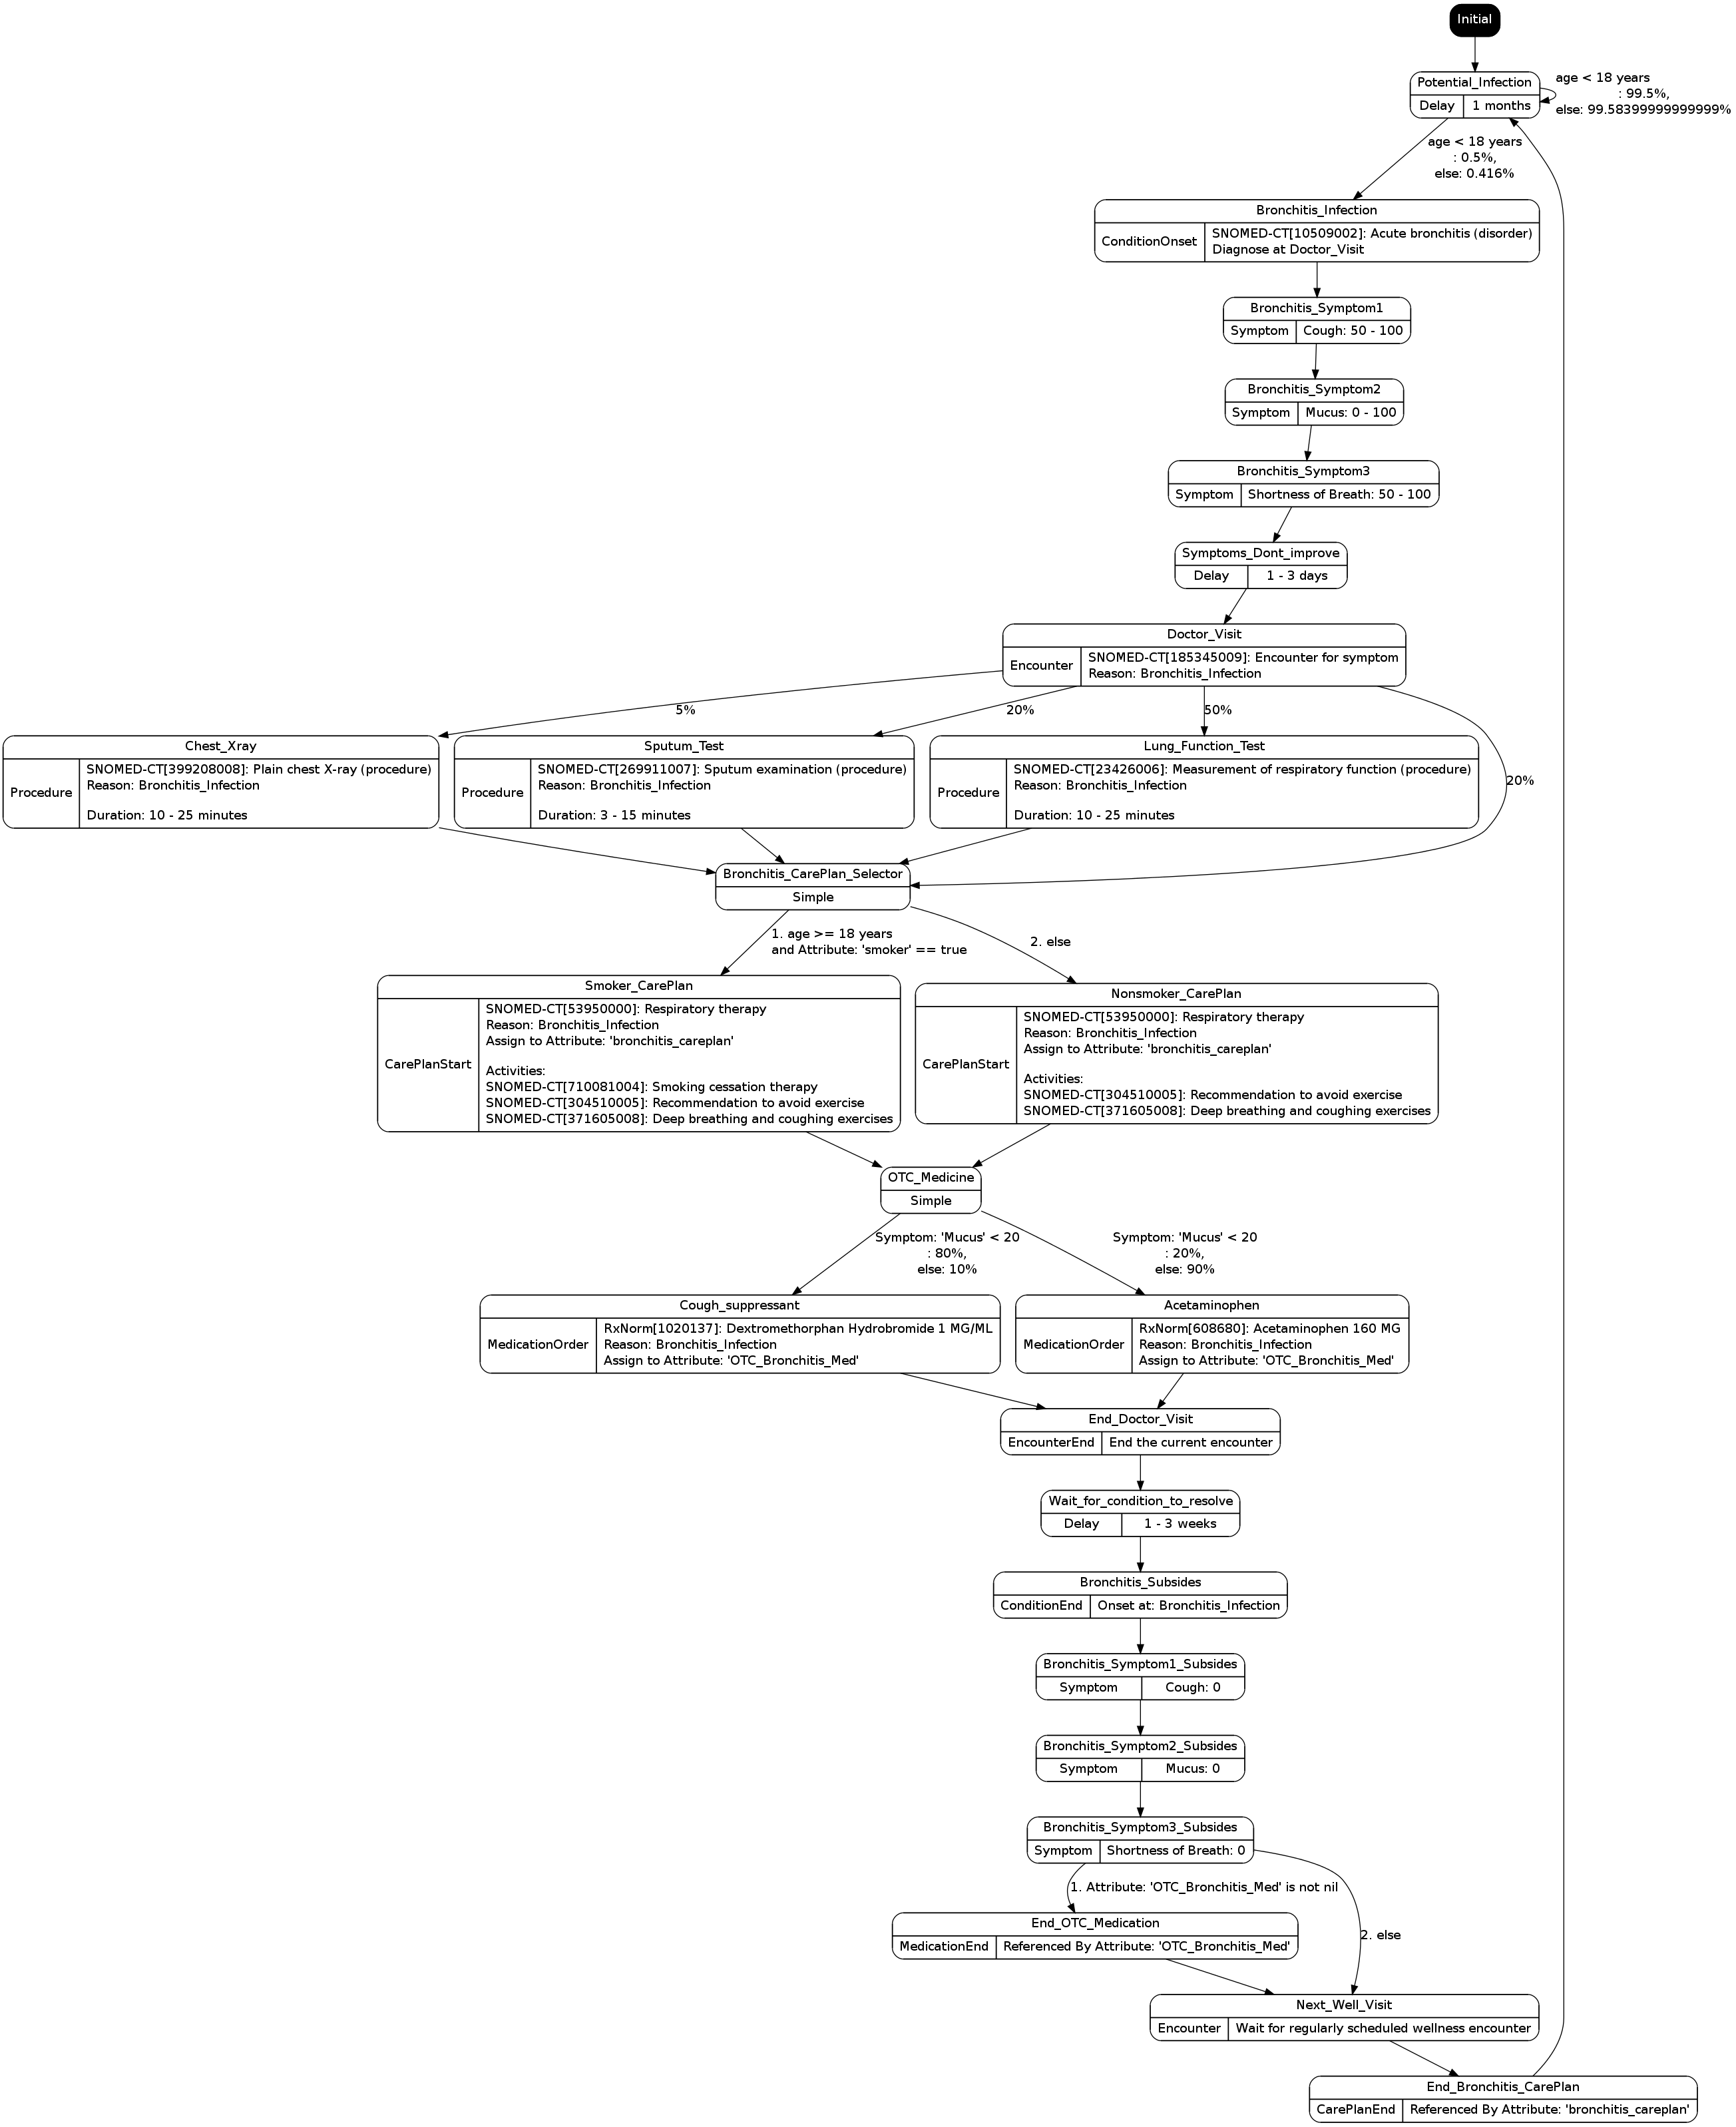 Initial
Potential_Infection
Delay
1 months
age < 18 years
: 99.5%,
else: 99.58399999999999%
age < 18 years
: 0.5%,
else: 0.416%
Bronchitis_Infection
ConditionOnset
SNOMED-CT[10509002]: Acute bronchitis (disorder)
Diagnose at Doctor_Visit
Bronchitis_Symptom1
Symptom
Cough: 50 - 100
Bronchitis_Symptom2
Symptom
Mucus: 0 - 100
Bronchitis_Symptom3
Symptom
Shortness of Breath: 50 - 100
Symptoms_Dont_improve
Delay
1 - 3 days
Doctor_Visit
Encounter
SNOMED-CT[185345009]: Encounter for symptom
Reason: Bronchitis_Infection
5%
20%
50%
20%
Chest_Xray
Procedure
SNOMED-CT[399208008]: Plain chest X-ray (procedure)
Reason: Bronchitis_Infection
Duration: 10 - 25 minutes
Sputum_Test
Procedure
SNOMED-CT[269911007]: Sputum examination (procedure)
Reason: Bronchitis_Infection
Duration: 3 - 15 minutes
Lung_Function_Test
Procedure
SNOMED-CT[23426006]: Measurement of respiratory function (procedure)
Reason: Bronchitis_Infection
Duration: 10 - 25 minutes
Bronchitis_CarePlan_Selector
Simple
1. age >= 18 years
and Attribute: 'smoker' == true
2. else
Smoker_CarePlan
CarePlanStart
SNOMED-CT[53950000]: Respiratory therapy
Reason: Bronchitis_Infection
Assign to Attribute: 'bronchitis_careplan'
Activities:
SNOMED-CT[710081004]: Smoking cessation therapy
SNOMED-CT[304510005]: Recommendation to avoid exercise
SNOMED-CT[371605008]: Deep breathing and coughing exercises
Nonsmoker_CarePlan
CarePlanStart
SNOMED-CT[53950000]: Respiratory therapy
Reason: Bronchitis_Infection
Assign to Attribute: 'bronchitis_careplan'
Activities:
SNOMED-CT[304510005]: Recommendation to avoid exercise
SNOMED-CT[371605008]: Deep breathing and coughing exercises
OTC_Medicine
Simple
Symptom: 'Mucus' < 20
: 80%,
else: 10%
Symptom: 'Mucus' < 20
: 20%,
else: 90%
Cough_suppressant
MedicationOrder
RxNorm[1020137]: Dextromethorphan Hydrobromide 1 MG/ML
Reason: Bronchitis_Infection
Assign to Attribute: 'OTC_Bronchitis_Med'
Acetaminophen
MedicationOrder
RxNorm[608680]: Acetaminophen 160 MG
Reason: Bronchitis_Infection
Assign to Attribute: 'OTC_Bronchitis_Med'
End_Doctor_Visit
EncounterEnd
End the current encounter
Wait_for_condition_to_resolve
Delay
1 - 3 weeks
Bronchitis_Subsides
ConditionEnd
Onset at: Bronchitis_Infection
Bronchitis_Symptom1_Subsides
Symptom
Cough: 0
Bronchitis_Symptom2_Subsides
Symptom
Mucus: 0
Bronchitis_Symptom3_Subsides
Symptom
Shortness of Breath: 0
1. Attribute: 'OTC_Bronchitis_Med' is not nil
2. else
End_OTC_Medication
MedicationEnd
Referenced By Attribute: 'OTC_Bronchitis_Med'
Next_Well_Visit
Encounter
Wait for regularly scheduled wellness encounter
End_Bronchitis_CarePlan
CarePlanEnd
Referenced By Attribute: 'bronchitis_careplan'